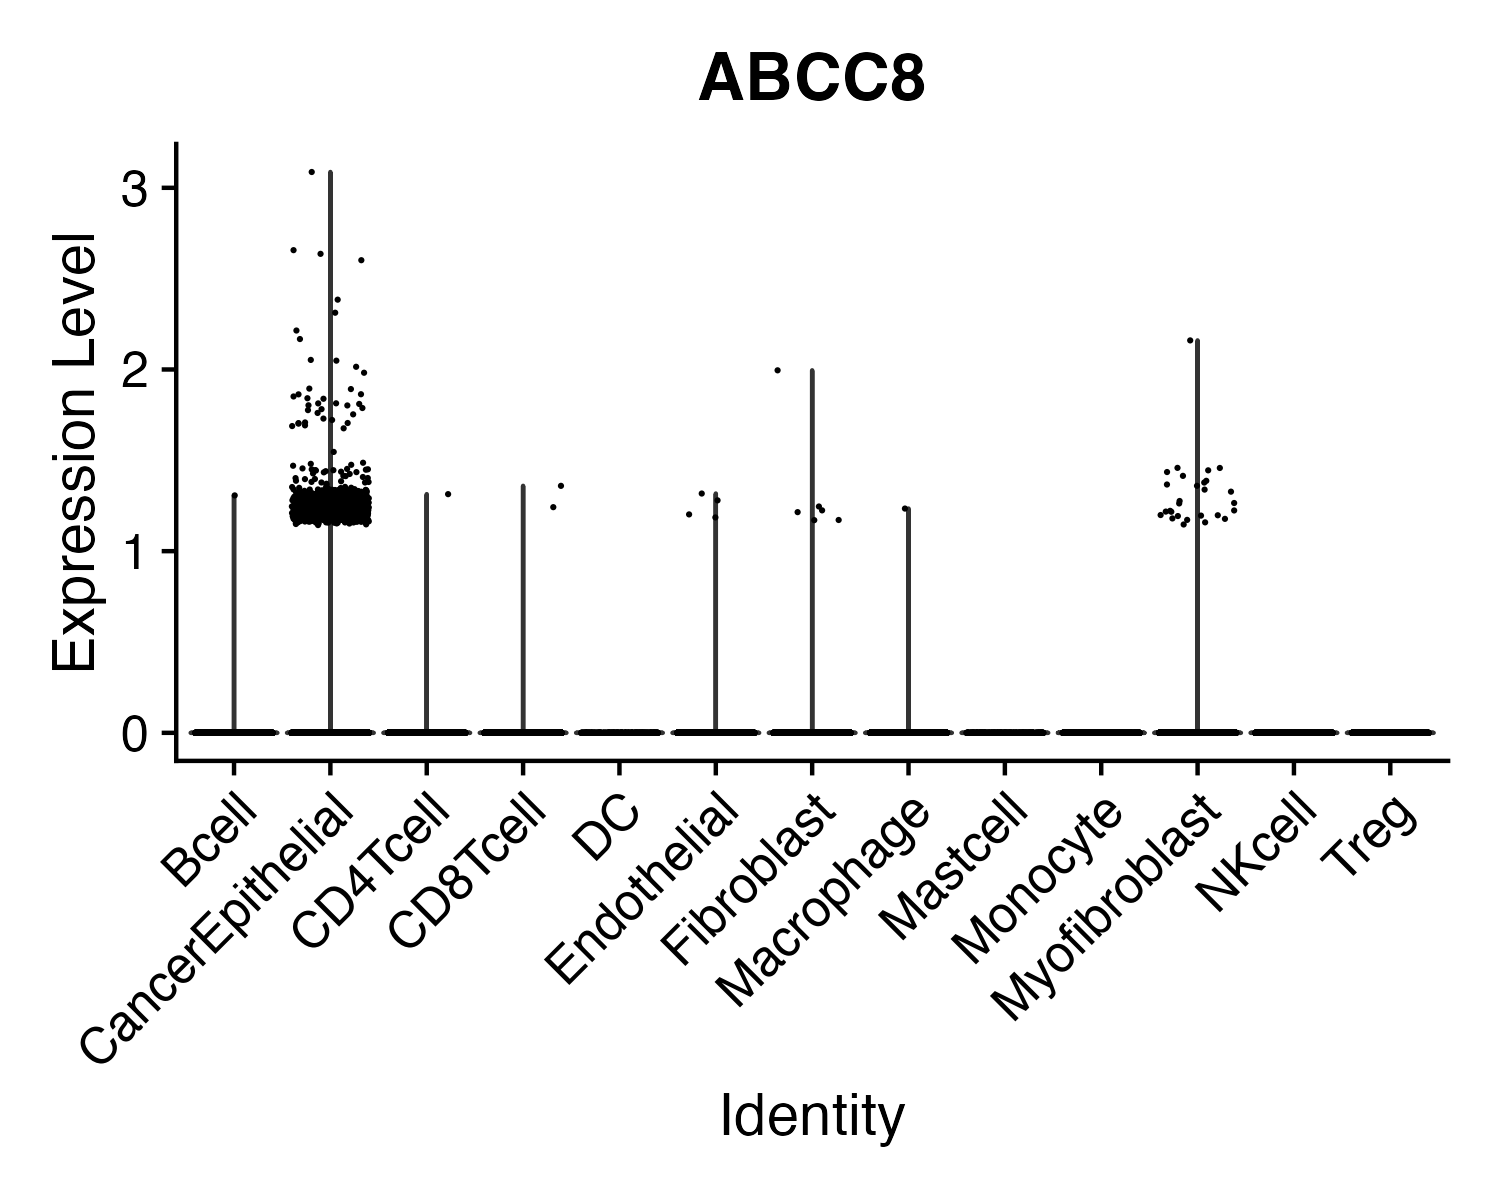 ABCC8
Expression Level
3
2
1
0
Bcell
CancerEpithelial
CD4Tcell
CD8Tcell
DC
Endothelial
Fibroblast
Macrophage
Mastcell
Monocyte
Myofibroblast
NKcell
Treg
Identity